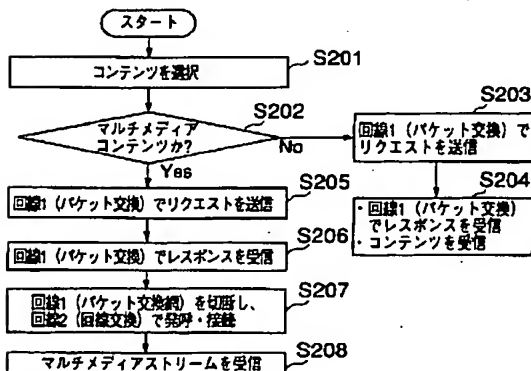 スタート
コンテンツを選択
S201
マルチメディア
コンテンツか?
S202
No
Yes
回線1(パケット交換)で
リクエストを送信
S203
・回線1(パケット交換)
でレスポンスを受信
・コンテンツを受信
S204
回線1(パケット交換)でリクエストを送信
S205
回線1(パケット交換)でレスポンスを受信
S206
回線1(パケット交換網)を切断し、
回線2(回線交換)で発呼・接続
S207
マルチメディアストリームを受信
S208